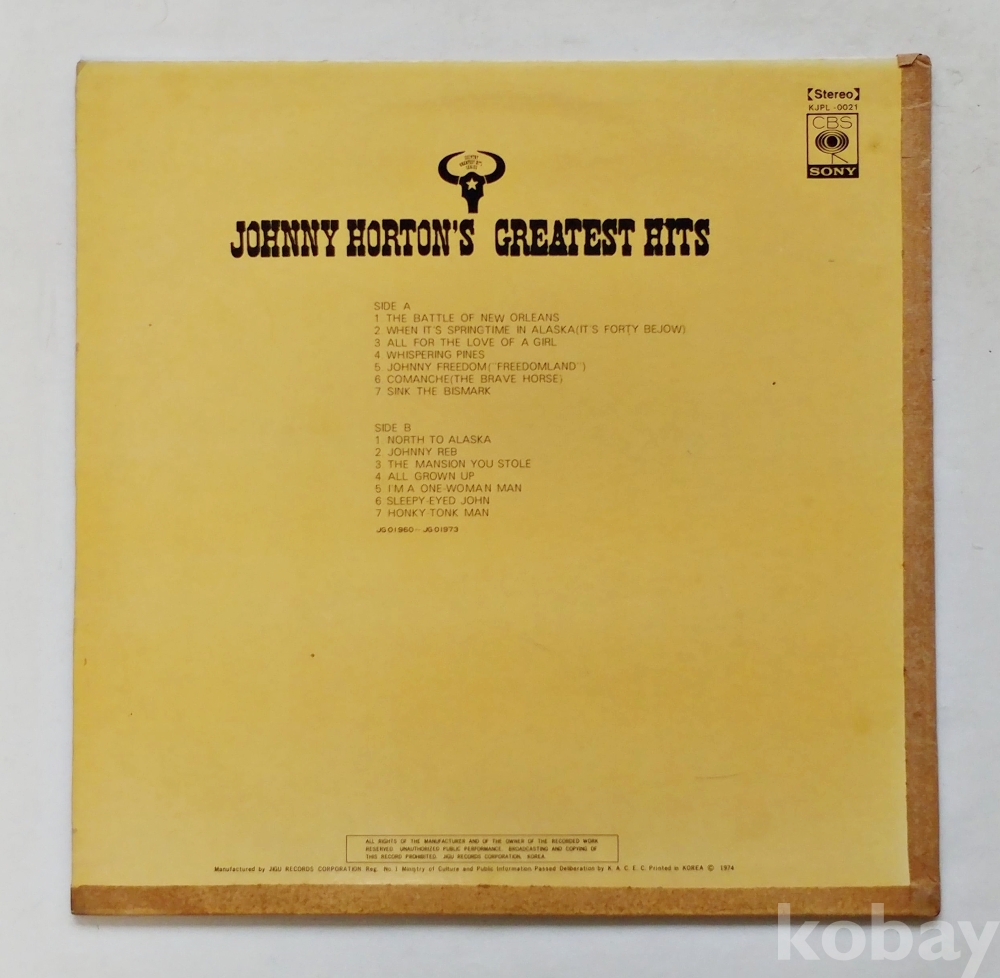 【Stereo】
KJPL-0021
CBS
SONY
COUNTRY
GREATEST
SERIES
JOHNNY HORTON'S GREATEST HITS
SIDE A
1 THE BATTLE OF NEW ORLEANS
2 WHEN IT'S SPRINGTIME IN ALASKA(IT'S FORTY BEJOW)
3 ALL FOR THE LOVE OF A GIRL
4 WHISPERING PINES
5 JOHNNY FREEDOM("FREEDOMLAND")
6 COMANCHE(THE BRAVE HORSE)
7 SINK THE BISMARK
SIDE B
1 NORTH TO ALASKA
2 JOHNNY REB
3 THE MANSION YOU STOLE
4 ALL GROWN UP
5 I'M A ONE-WOMAN MAN
6 SLEEPY-EYED JOHN
7 HONKY-TONK MAN
JG01960~JG01973
ALL RIGHTS OF THE MANUFACTURER AND OF THE OWNER OF THE RECORDED WORK
RESERVED. UNAUTHORIZED PUBLIC PERFORMANCE, BROADCASTING AND COPYING OF
THIS RECORD PROHIBITED. JIGU RECORDS CORPORATION, KOREA.
Manufactured by JIGU RECORDS CORPORATION Reg. No.1 Ministry of Culture and Public Information Passed Deliberation by K. A. C. E. C. Printed in KOREA Ⓒ 1974
kobay